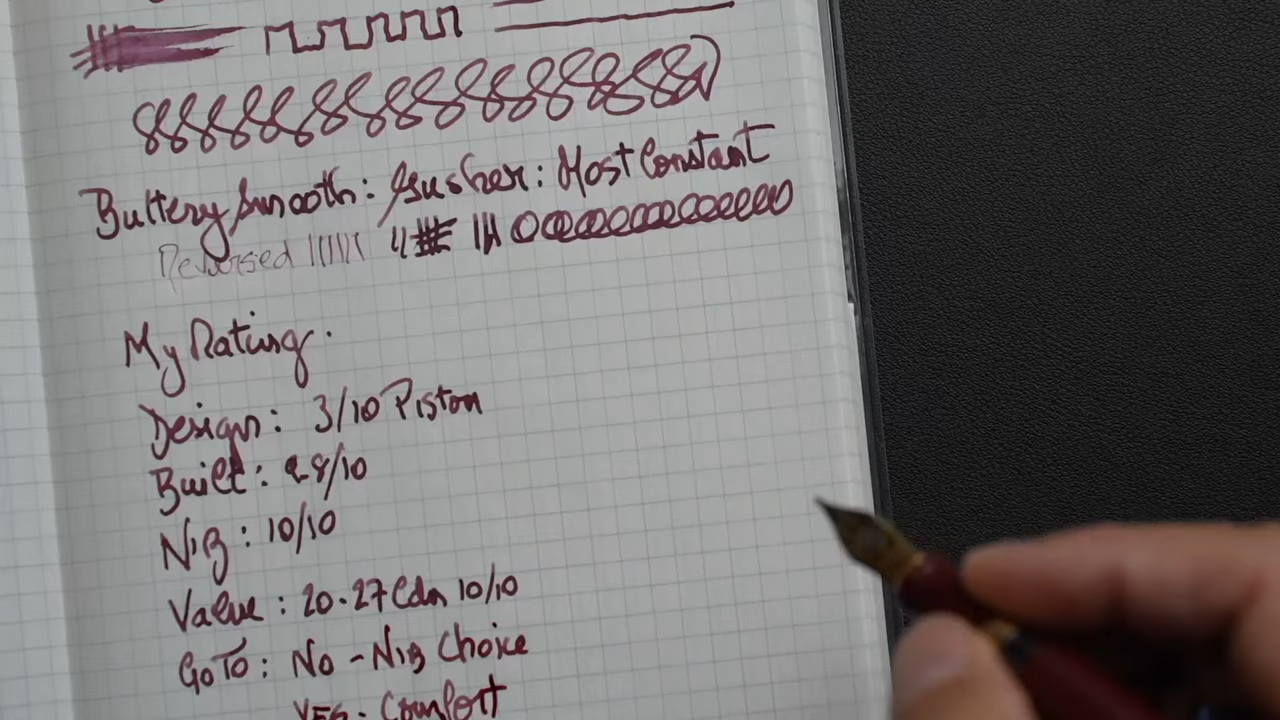 88888888888888888
Buttery Smooth: Gusher: Most Constant
Reversed
My Rating.
Design: 3/10 Piston
Built: 8/10
Nib: 10/10
Value: 20.27 Cdn 10/10
Go To: No - Nib Choice
YES - Comfort